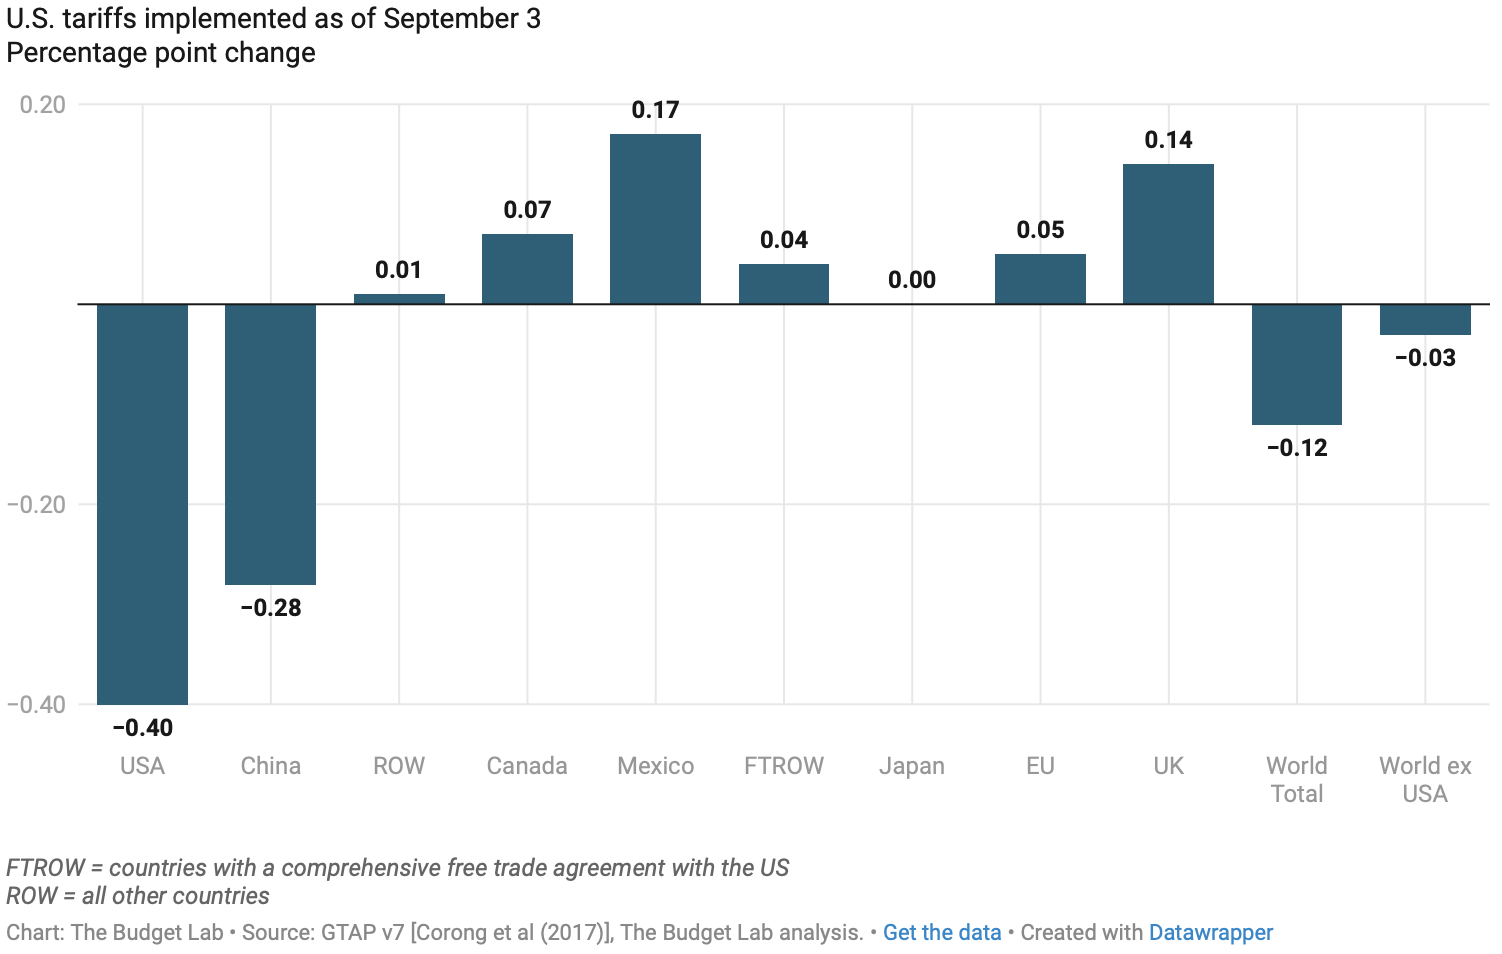 U.S. tariffs implemented as of September 3
Percentage point change
0.20
−0.20
−0.40
−0.40
−0.28
0.01
0.07
0.17
0.04
0.00
0.05
0.14
−0.12
−0.03
USA
China
ROW
Canada
Mexico
FTROW
Japan
EU
UK
World
Total
World ex
USA
FTROW = countries with a comprehensive free trade agreement with the US
ROW = all other countries
Chart: The Budget Lab • Source: GTAP v7 [Corong et al (2017)], The Budget Lab analysis. • Get the data • Created with Datawrapper